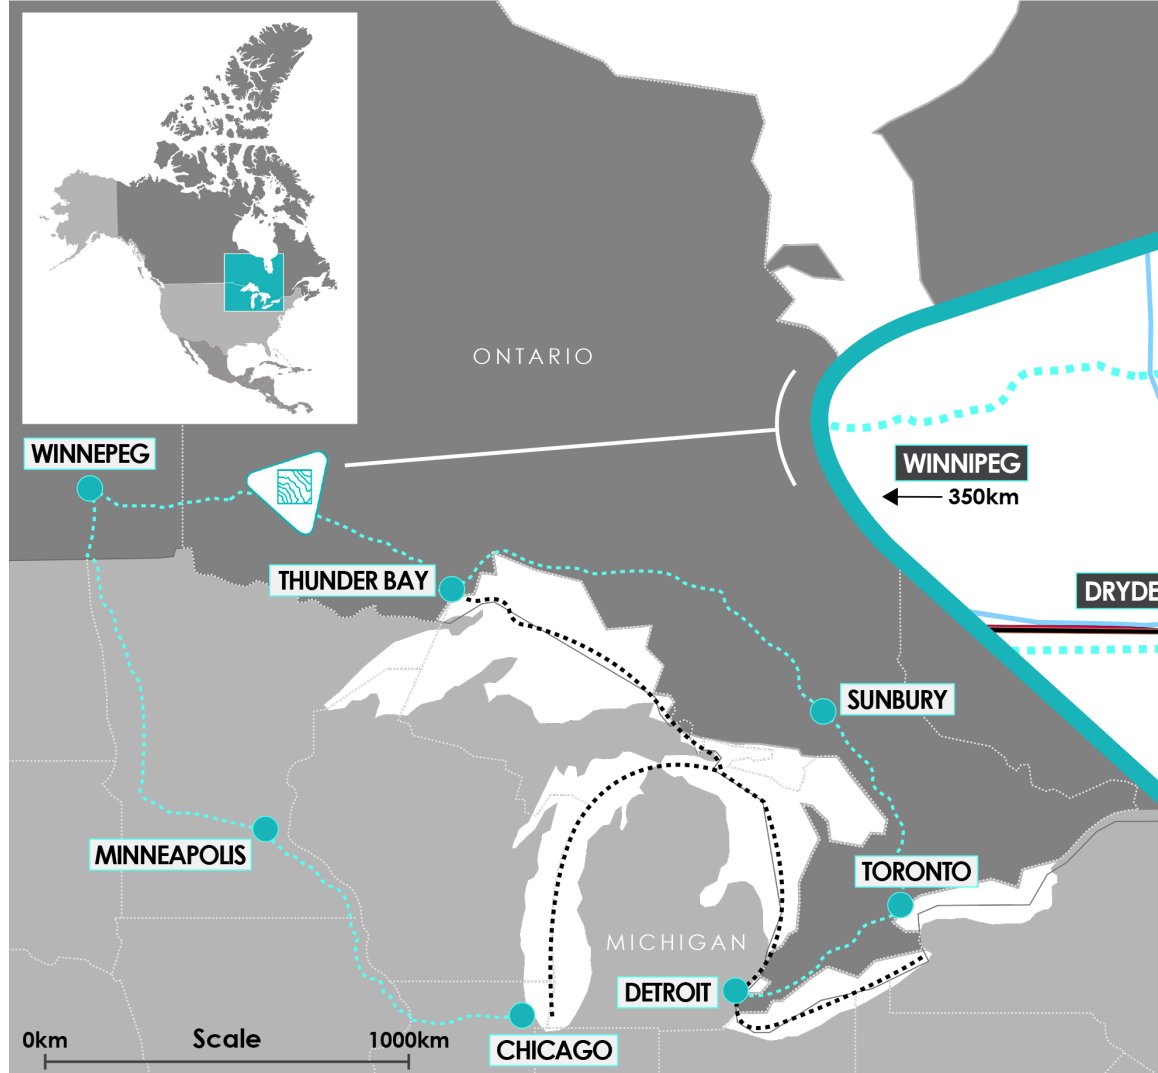 ONTARIO
WINNEPEG
WINNIPEG
350km
THUNDER BAY
DRYDE
SUNBURY
MINNEAPOLIS
TORONTO
MICHIGAN
DETROIT
CHICAGO
0km Scale 1000km